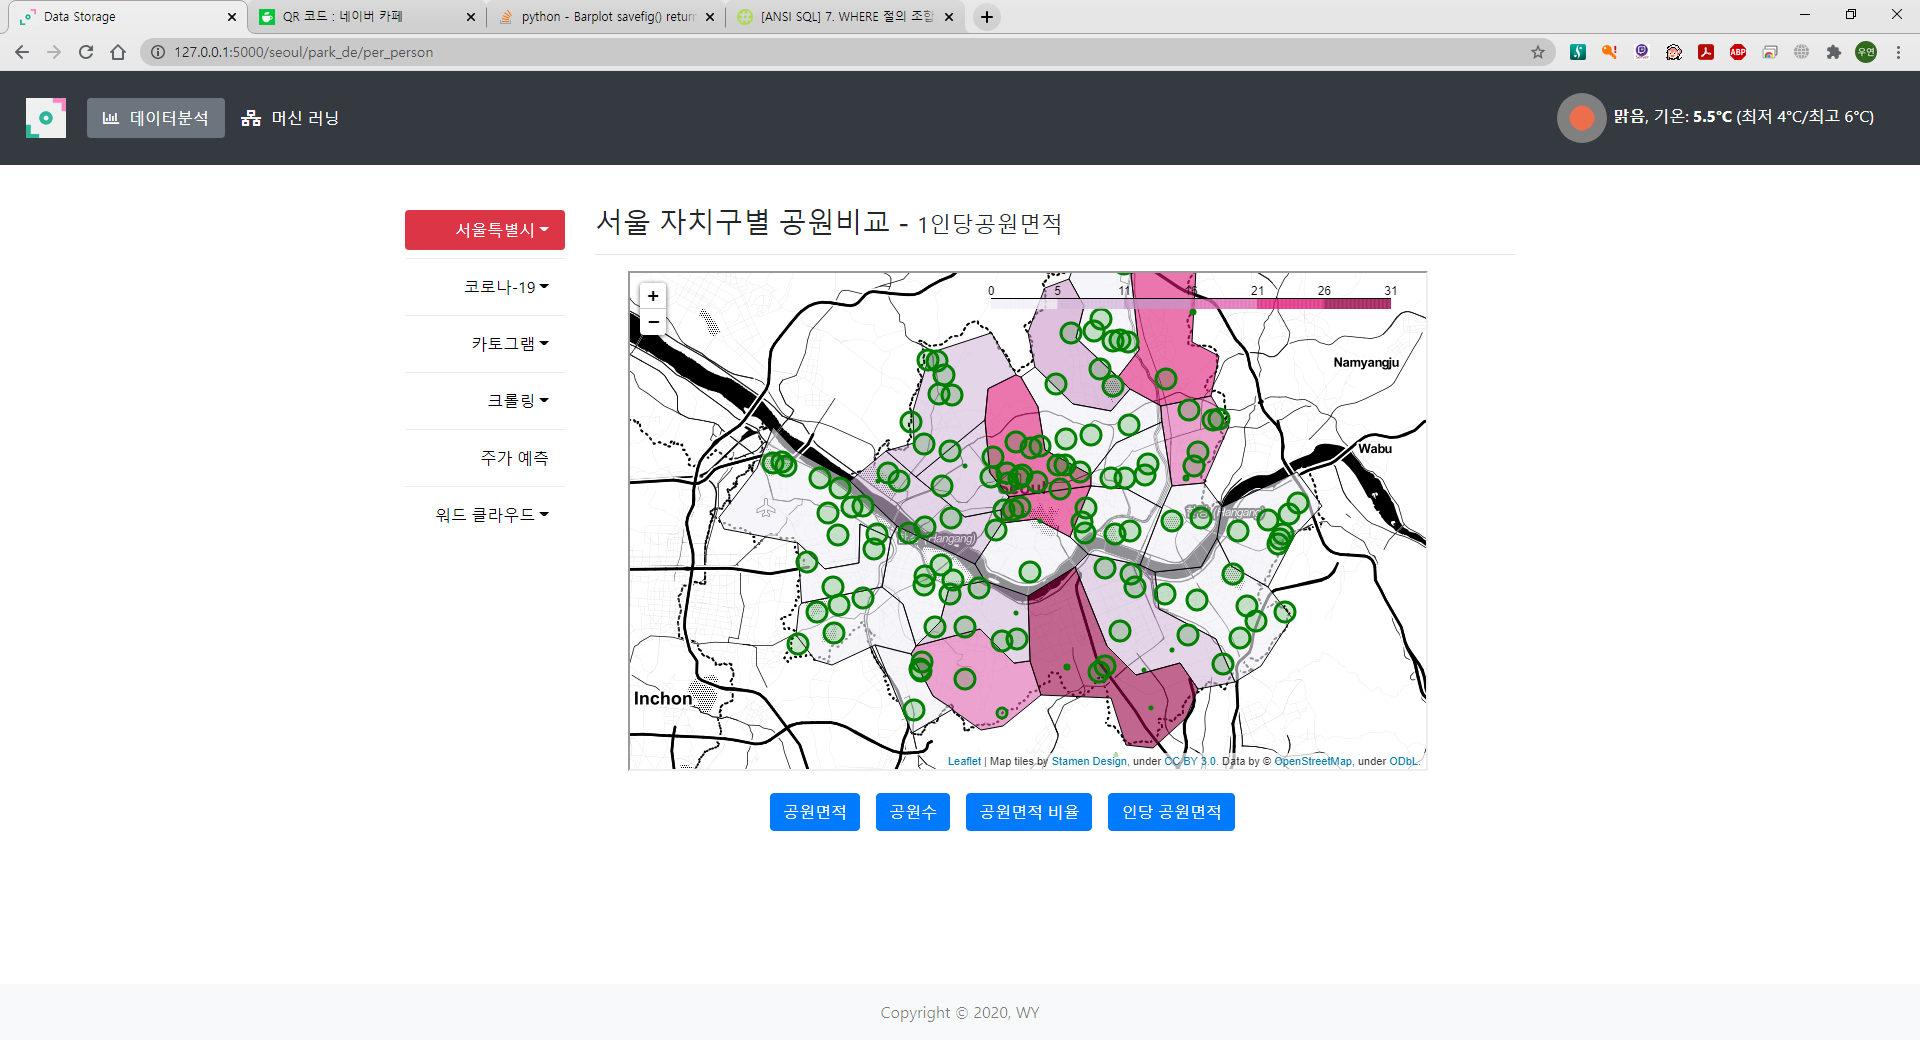 Data Storage
QR 코드 : 네이버 카페
python - Barplot savefig() return
[ANSI SQL] 7. WHERE 절의 조합
127.0.0.1:5000/seoul/park_de/per_person
ABP
우연
데이터분석
머신 러닝
맑음, 기온: 5.5°C (최저 4°C/최고 6°C)
서울특별시
코로나-19
카토그램
크롤링
주가 예측
워드 클라우드
서울 자치구별 공원비교 - 1인당공원면적
+
−
0 5 11 16 21 26 31
Namyangju
Wabu
Seoul
(Hangang)
Hangang)
Inchon
Leaflet | Map tiles by Stamen Design, under CC BY 3.0. Data by © OpenStreetMap, under ODbL.
공원면적
공원수
공원면적 비율
인당 공원면적
Copyright © 2020, WY